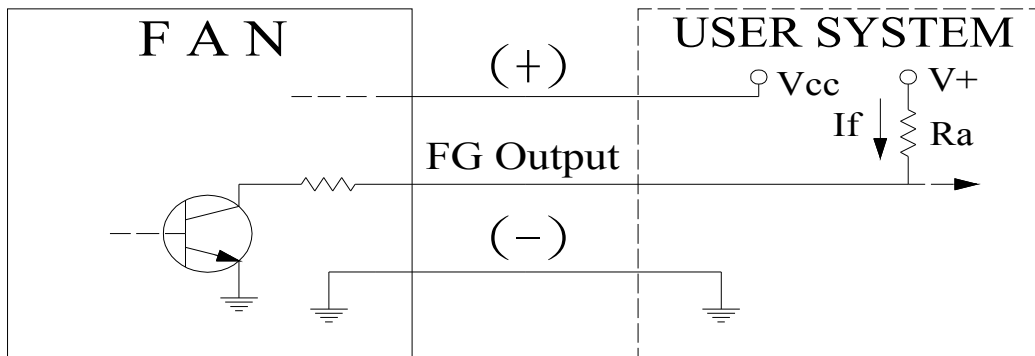 F A N
USER SYSTEM
(+)
Vcc
V+
If
Ra
FG Output
(-)